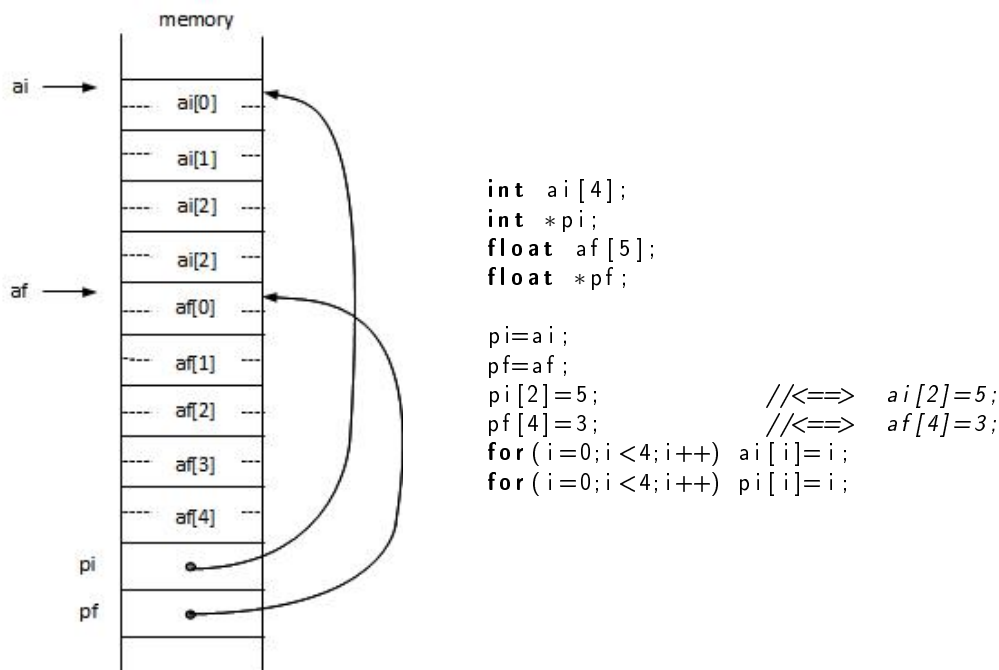 memory
ai
ai[0]
ai[1]
ai[2]
ai[2]
af
af[0]
af[1]
af[2]
af[3]
af[4]
pi
pf
int ai[4];
int *pi;
float af[5];
float *pf;
pi=ai;
pf=af;
pi[2]=5; //<==> ai[2]=5;
pf[4]=3; //<==> af[4]=3;
for(i=0;i<4;i++) ai[i]=i;
for(i=0;i<4;i++) pi[i]=i;